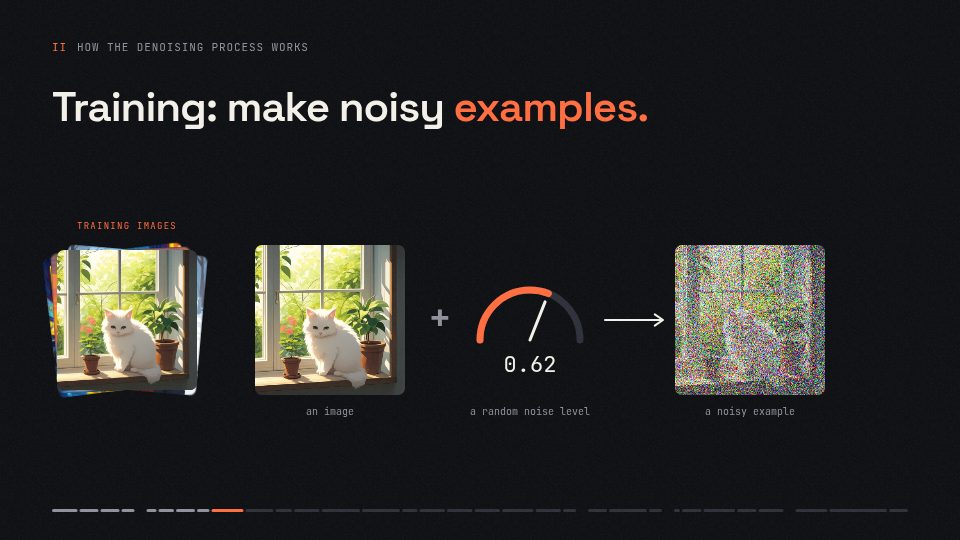 II HOW THE DENOISING PROCESS WORKS
Training: make noisy examples.
TRAINING IMAGES
+
0.62
an image
a random noise level
a noisy example